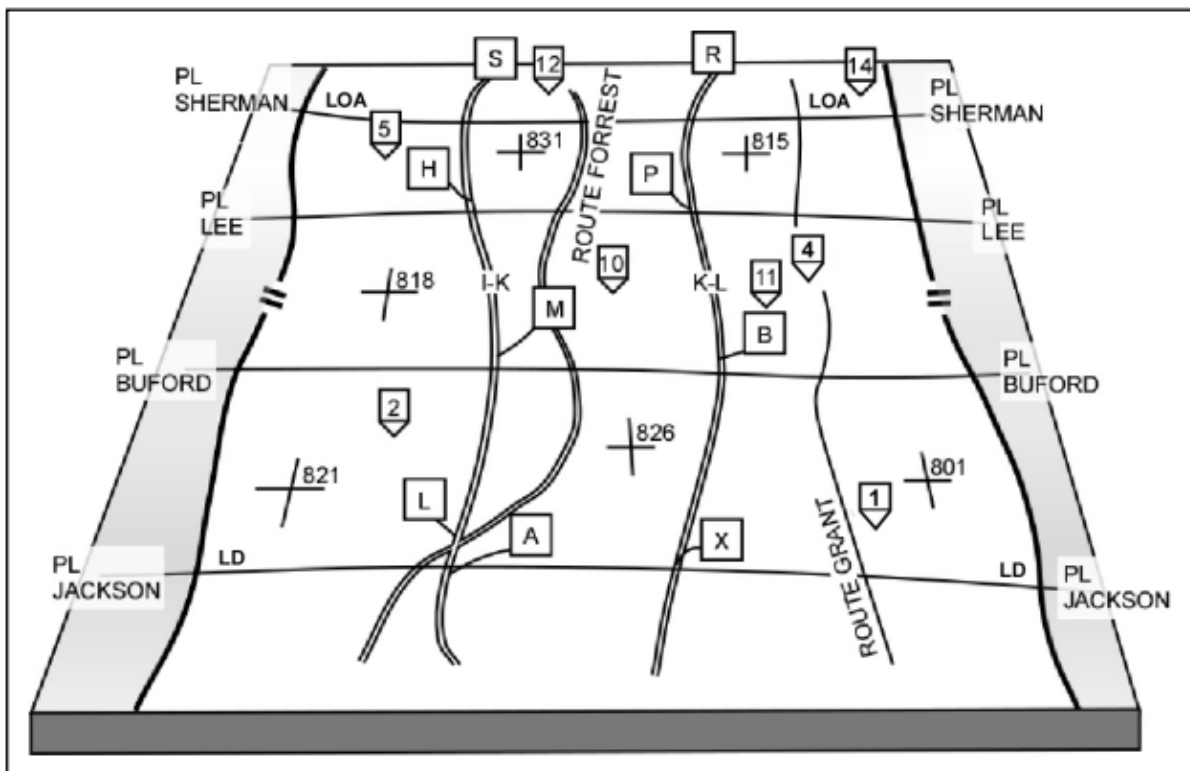 S
12
R
14
PL
SHERMAN
LOA
LOA
PL
SHERMAN
5
831
815
H
P
ROUTE FORREST
PL
LEE
PL
LEE
818
I-K
10
K-L
11
4
M
B
PL
BUFORD
PL
BUFORD
2
826
821
801
L
A
X
1
ROUTE GRANT
PL
JACKSON
LD
LD
PL
JACKSON